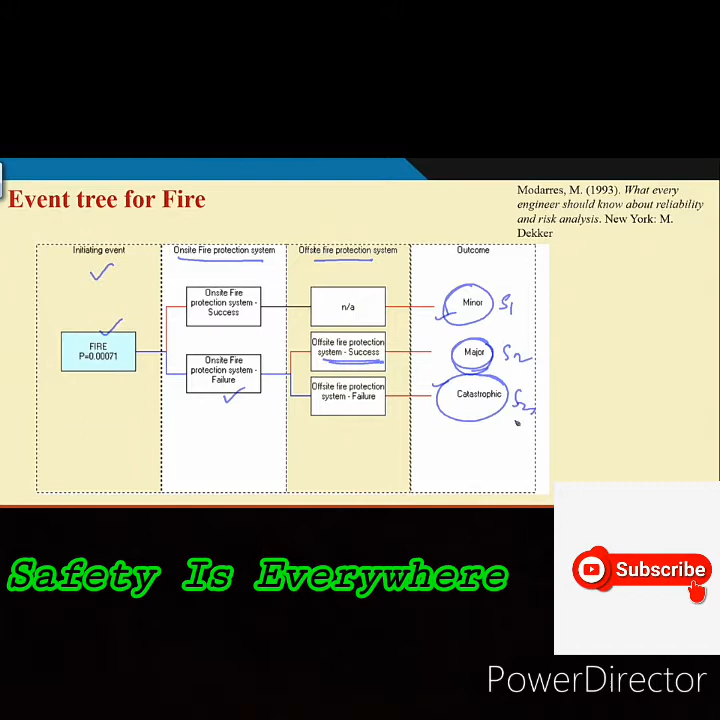 Event tree for Fire
Modarres, M. (1993). What every
engineer should know about reliability
and risk analysis. New York: M.
Dekker
Initiating event
Onsite Fire protection system
Offsite fire protection system
Outcome
Onsite Fire
protection system -
Success
n/a
Minor
S1
FIRE
P=0.00071
Offsite fire protection
system - Success
Major
S2
Onsite Fire
protection system -
Failure
Offsite fire protection
system - Failure
Catastrophic
Safety Is Everywhere
Subscribe
PowerDirector